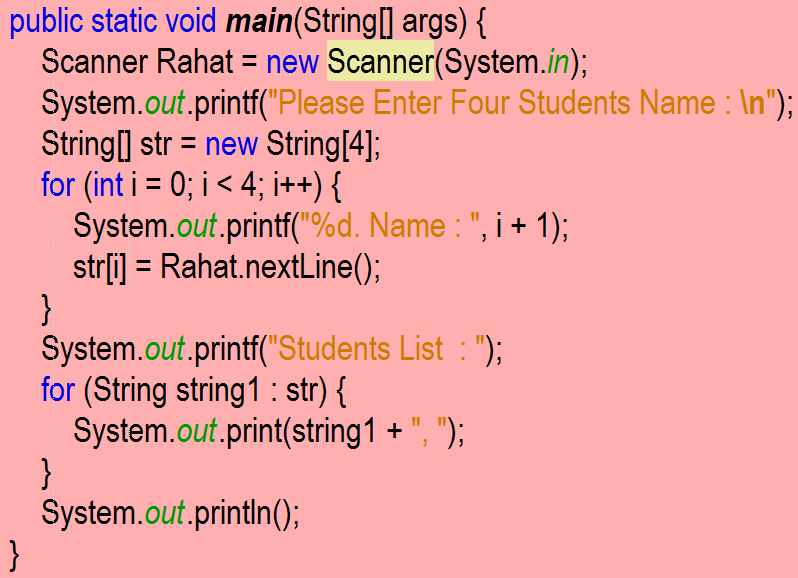 public static void main(String[] args) {
Scanner Rahat = new Scanner(System.in);
System.out.printf("Please Enter Four Students Name : \n");
String[] str = new String[4];
for (int i = 0; i < 4; i++) {
System.out.printf("%d. Name : ", i + 1);
str[i] = Rahat.nextLine();
}
System.out.printf("Students List  : ");
for (String string1 : str) {
System.out.print(string1 + ", ");
}
System.out.println();
}